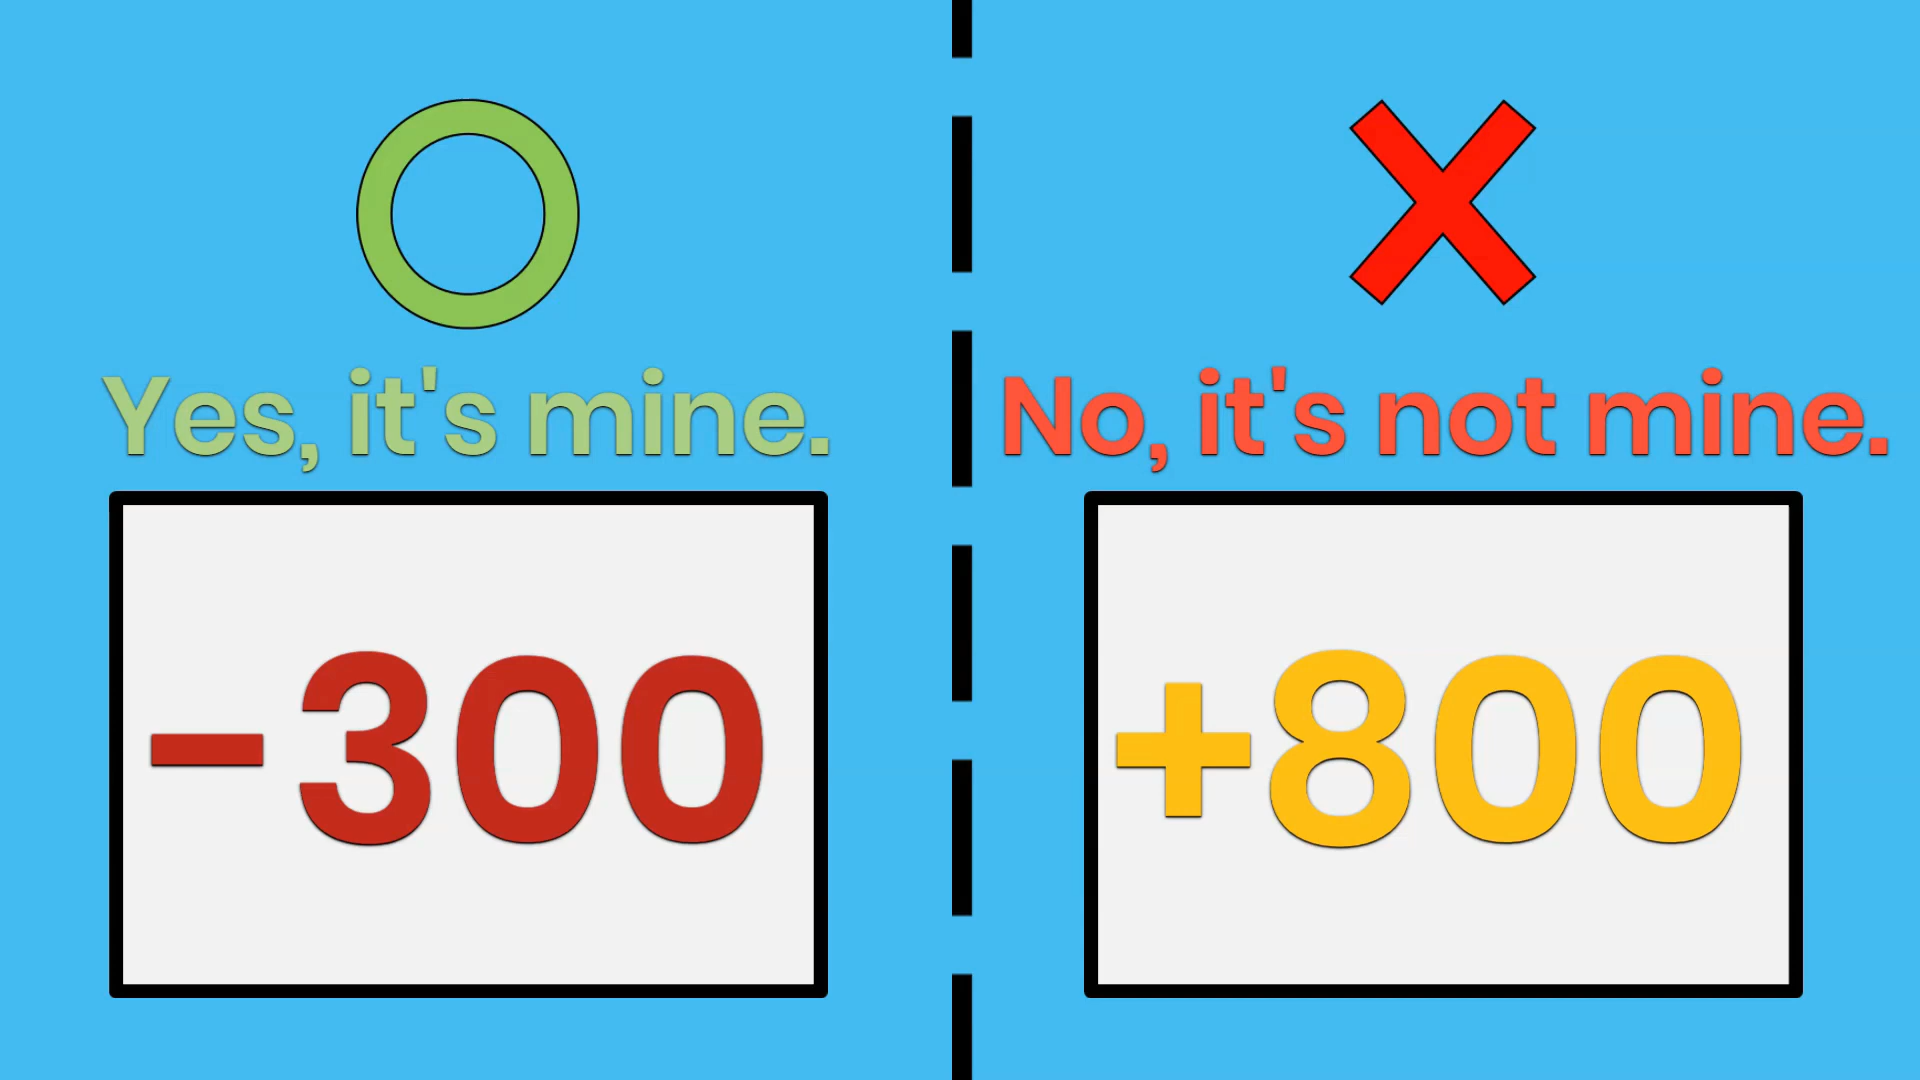 Yes, it's mine.
No, it's not mine.
-300
+800